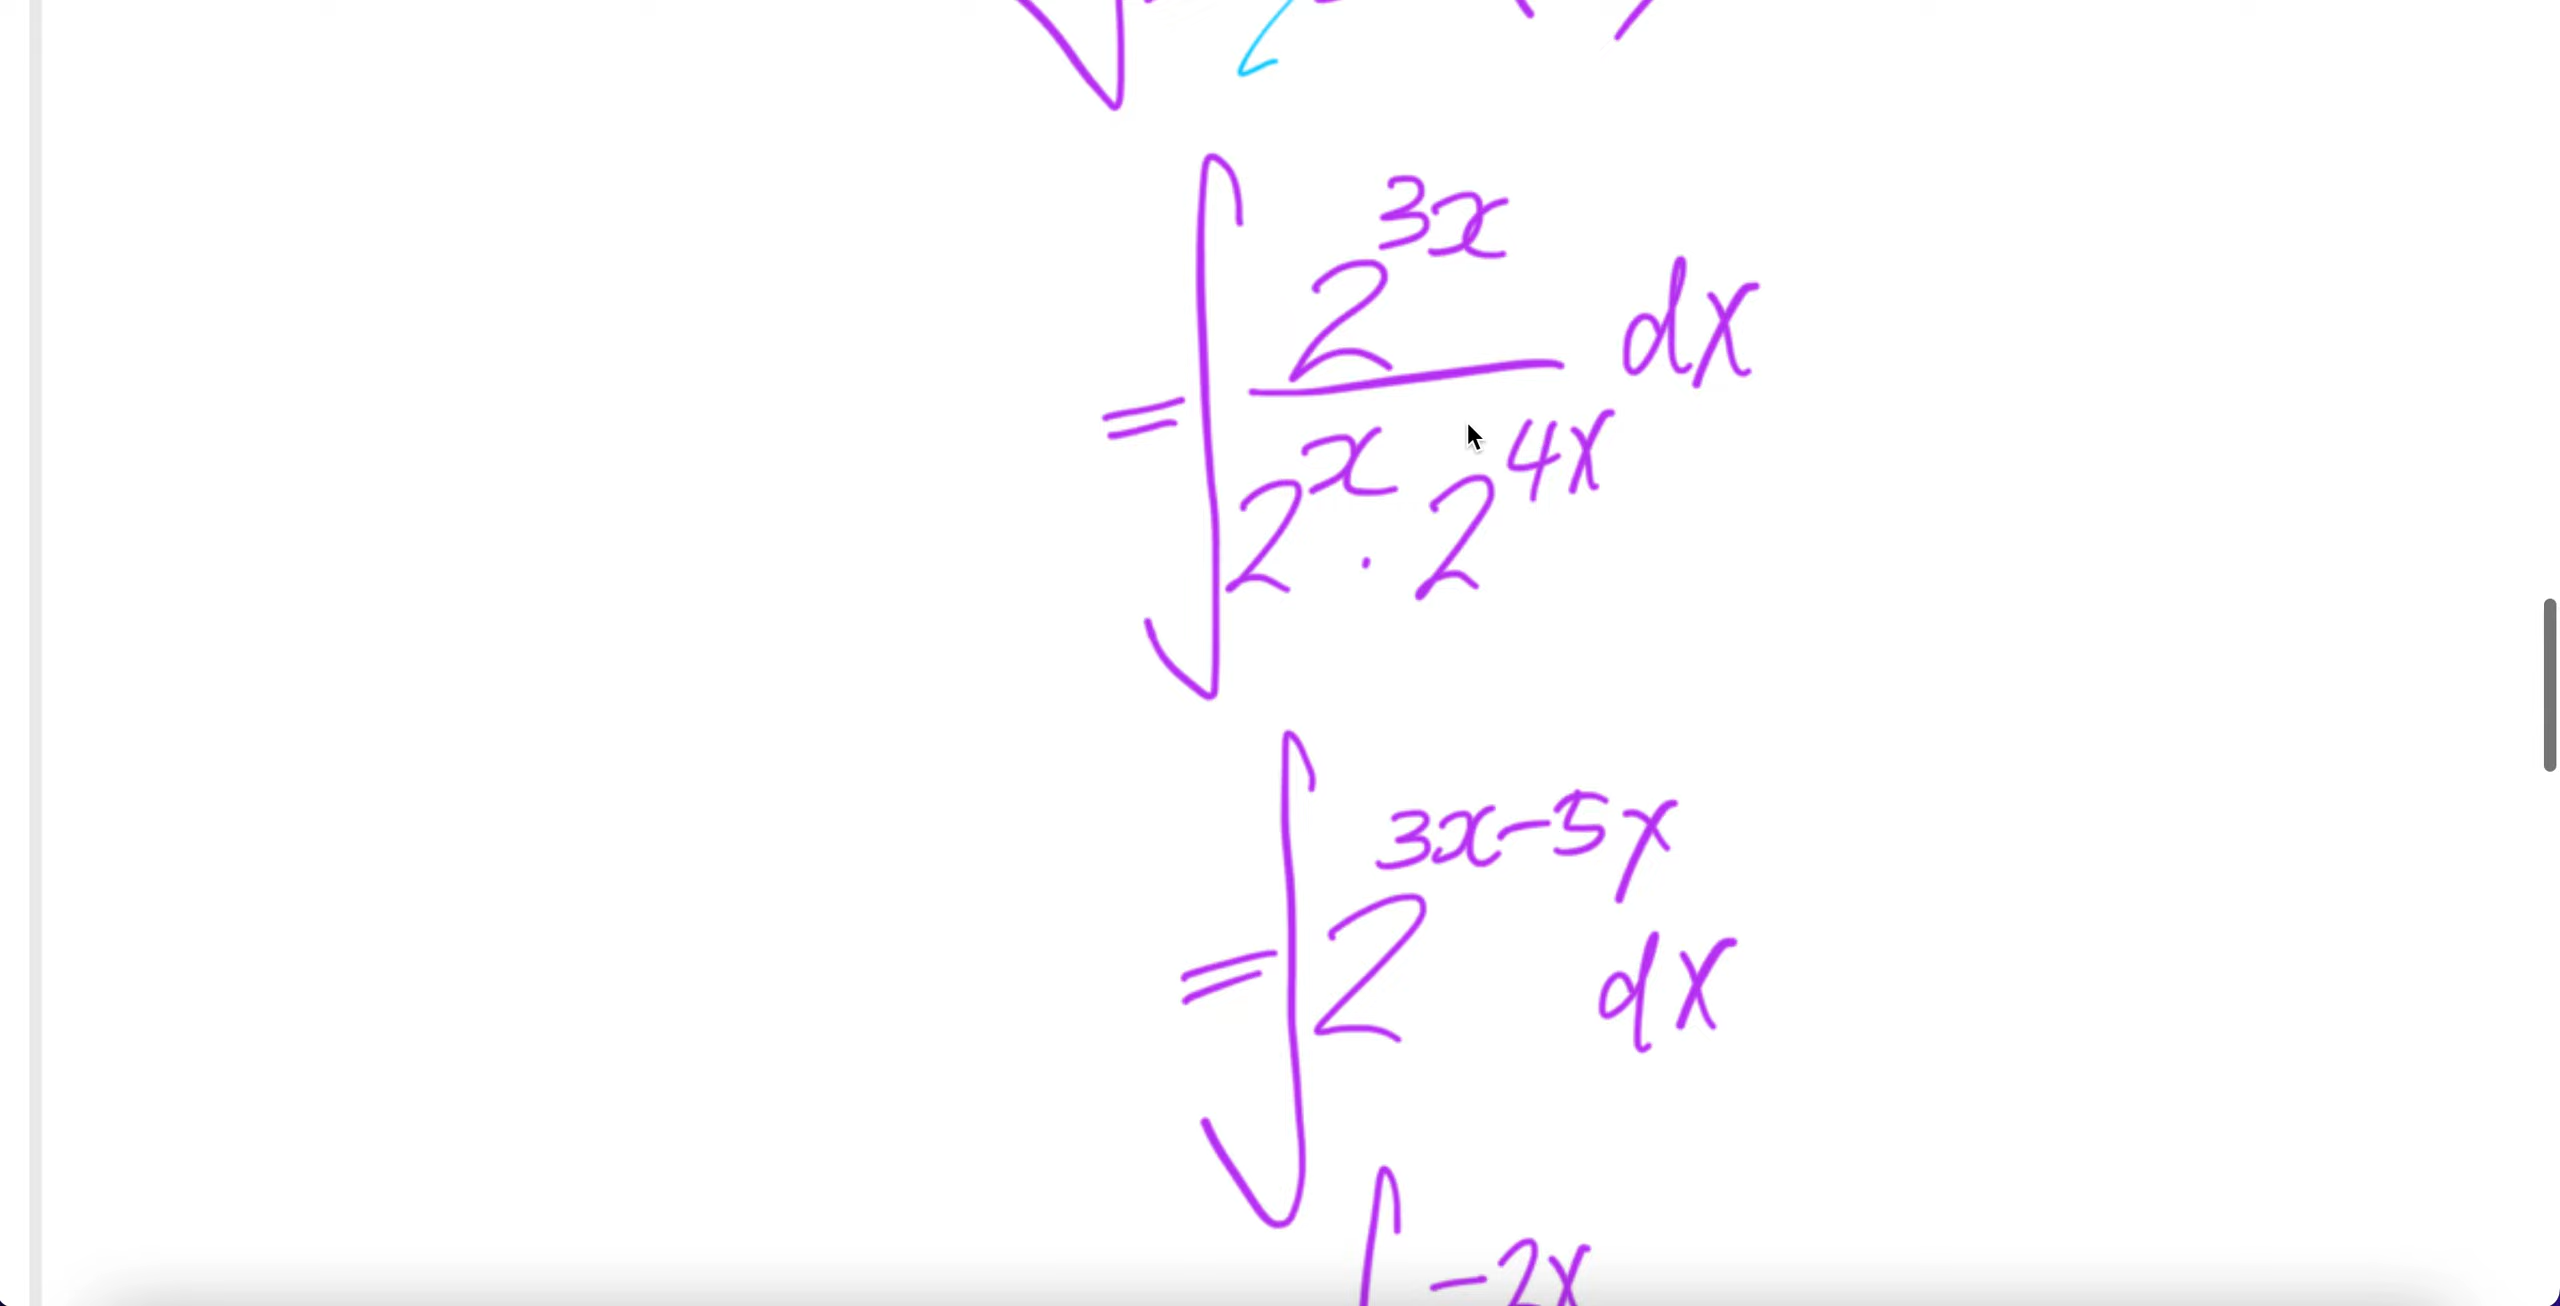 = ∫ 2^{3x} / (2^x · 2^{4x}) dx
= ∫ 2^{3x-5x} dx
∫ -2x